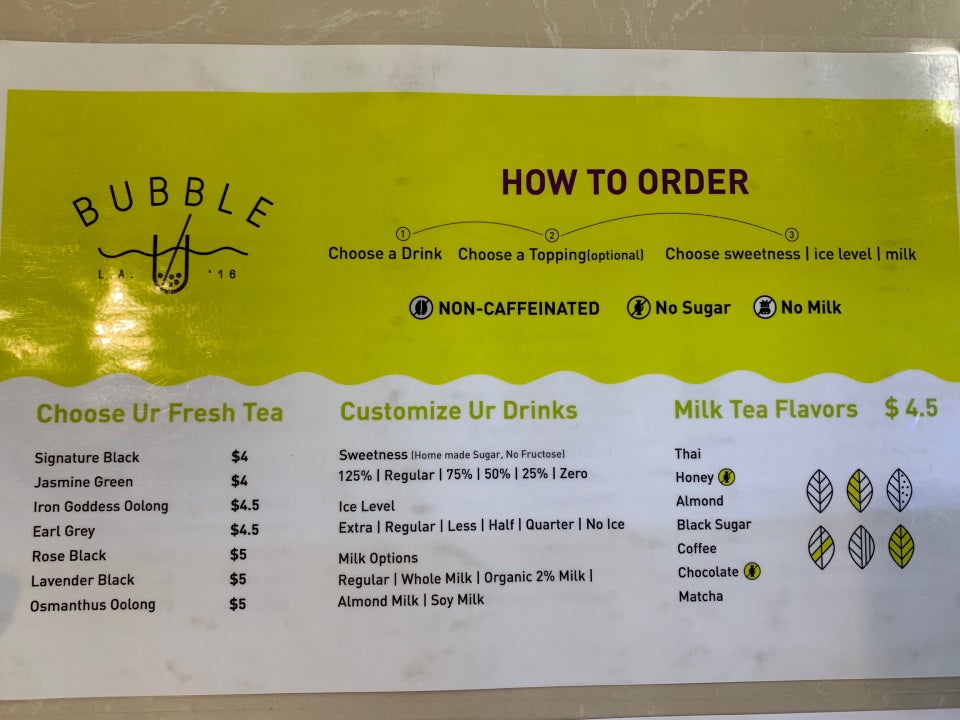 BUBBLE
L.A. '16
HOW TO ORDER
1 2 3
Choose a Drink Choose a Topping(optional) Choose sweetness | ice level | milk
NON-CAFFEINATED No Sugar No Milk
Choose Ur Fresh Tea
Signature Black $4
Jasmine Green $4
Iron Goddess Oolong $4.5
Earl Grey $4.5
Rose Black $5
Lavender Black $5
Osmanthus Oolong $5
Customize Ur Drinks
Sweetness (Home made Sugar, No Fructose)
125% | Regular | 75% | 50% | 25% | Zero
Ice Level
Extra | Regular | Less | Half | Quarter | No Ice
Milk Options
Regular | Whole Milk | Organic 2% Milk |
Almond Milk | Soy Milk
Milk Tea Flavors $ 4.5
Thai
Honey
Almond
Black Sugar
Coffee
Chocolate
Matcha